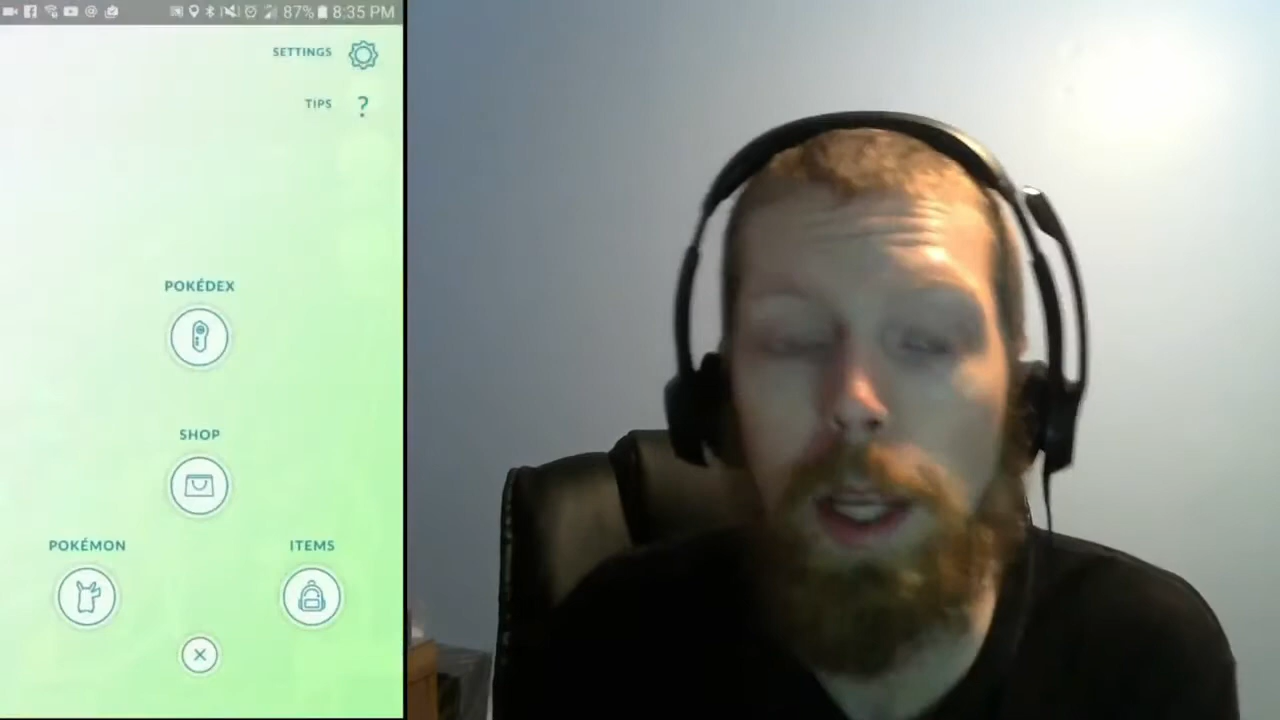 87% 8:35 PM
SETTINGS
TIPS ?
POKÉDEX
SHOP
POKÉMON ITEMS